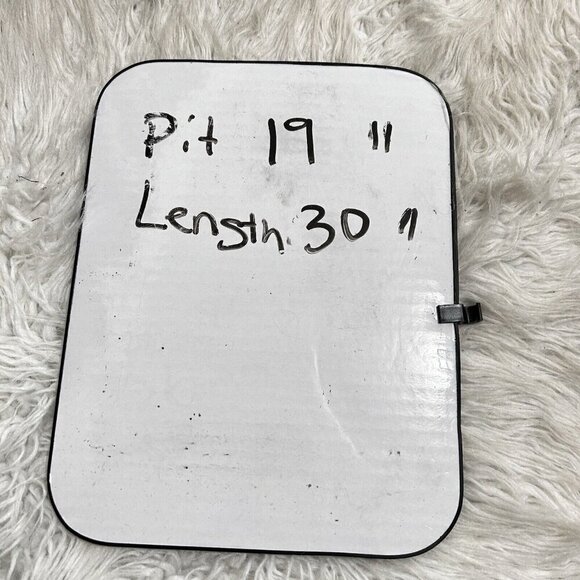 Pit 19 "
Length. 30 "